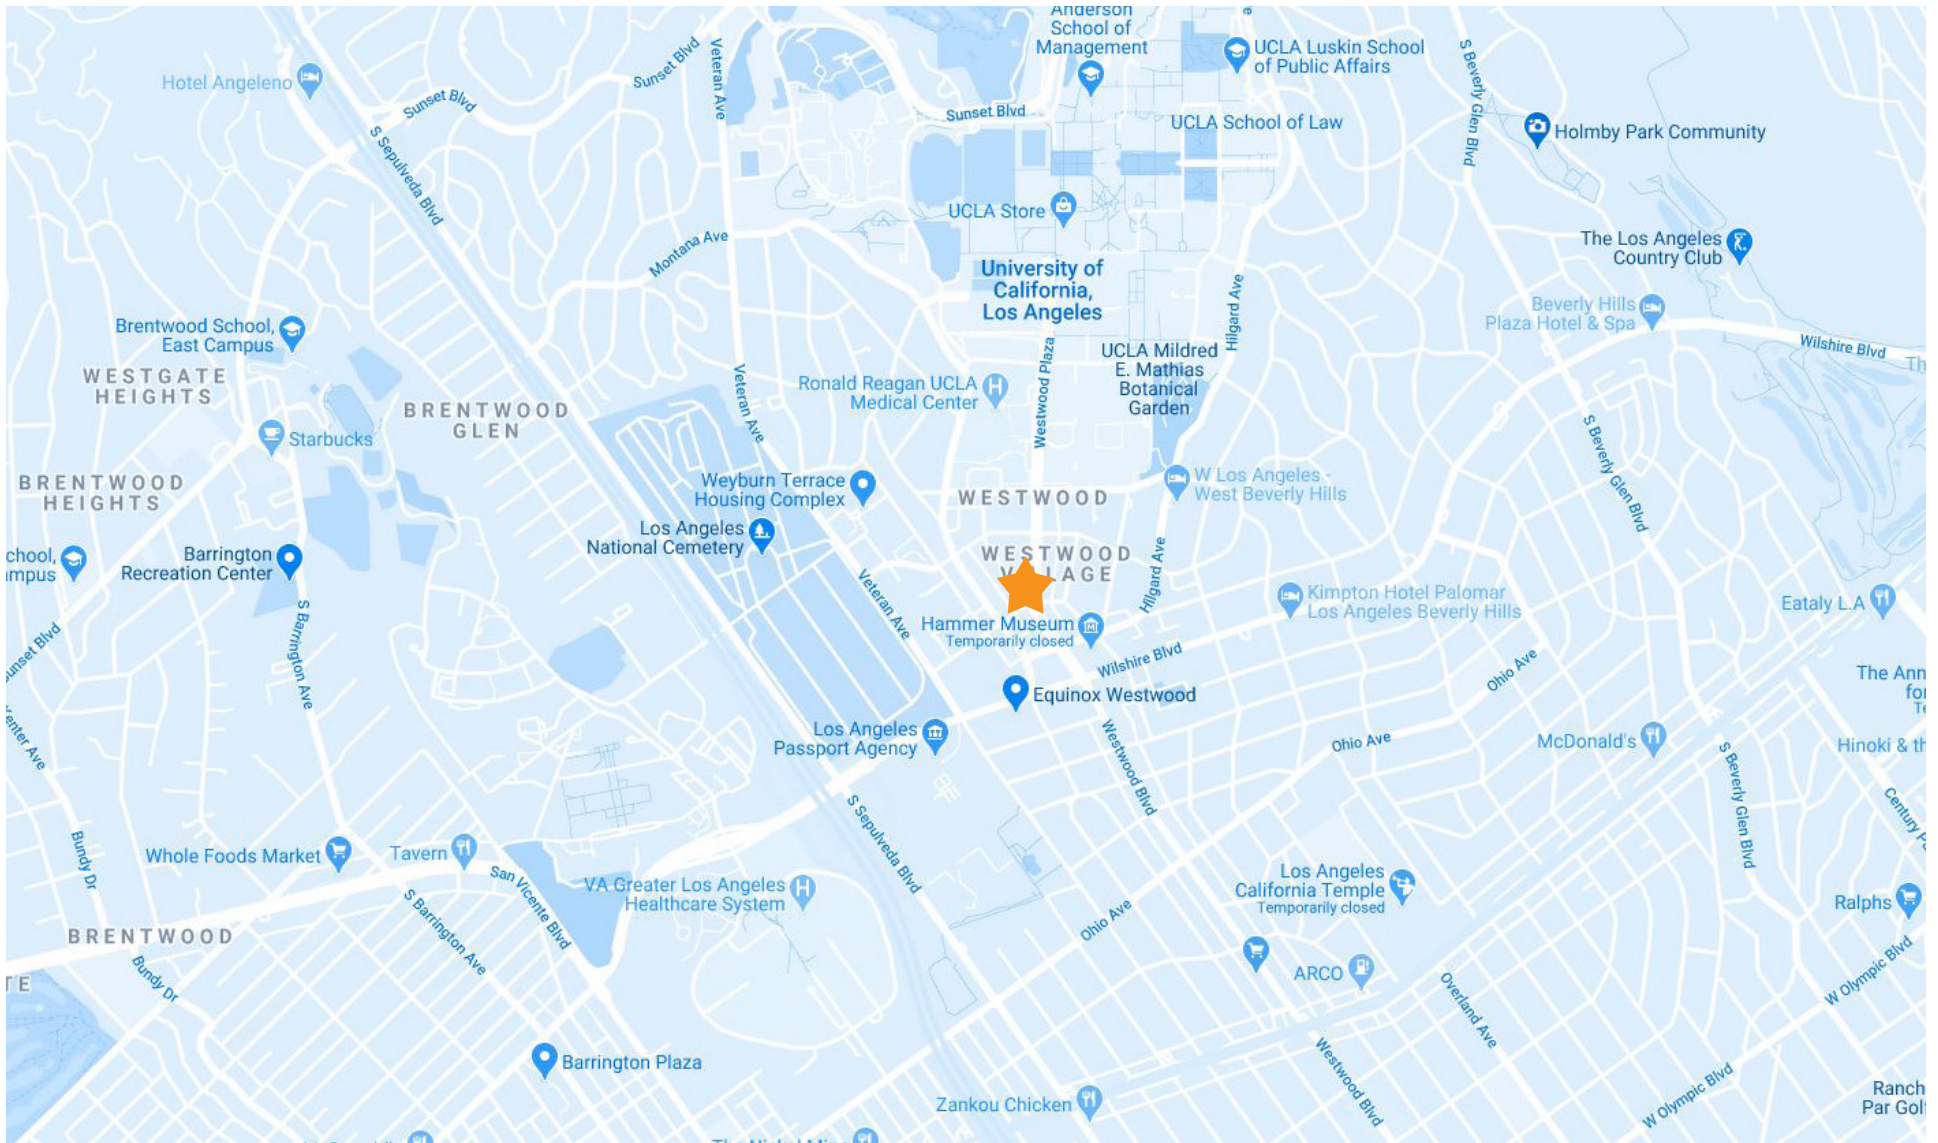 Anderson
School of
Management
UCLA Luskin School
of Public Affairs
Hotel Angeleno
Sunset Blvd
Sunset Blvd
Sunset Blvd
Veteran Ave
S Sepulveda Blvd
UCLA School of Law
S Beverly Glen Blvd
Holmby Park Community
UCLA Store
Montana Ave
The Los Angeles
Country Club
University of
California,
Los Angeles
Hilgard Ave
Beverly Hills
Plaza Hotel & Spa
Wilshire Blvd
Th
Brentwood School,
East Campus
WESTGATE
HEIGHTS
BRENTWOOD
GLEN
Starbucks
Veteran Ave
Ronald Reagan UCLA
Medical Center
Westwood Plaza
UCLA Mildred
E. Mathias
Botanical
Garden
S Beverly Glen Blvd
BRENTWOOD
HEIGHTS
Weyburn Terrace
Housing Complex
WESTWOOD
W Los Angeles -
West Beverly Hills
Los Angeles
National Cemetery
WESTWOOD
Barrington
Recreation Center
chool,
mpus
Veteran Ave
Hilgard Ave
Kimpton Hotel Palomar
Los Angeles Beverly Hills
Eataly L.A
Hammer Museum
Temporarily closed
S Barrington Ave
Wilshire Blvd
Ohio Ave
The Ann
Equinox Westwood
Los Angeles
Passport Agency
Westwood Blvd
Ohio Ave
McDonald's
Hinoki & th
S Beverly Glen Blvd
S Sepulveda Blvd
Bundy Dr
Whole Foods Market
Tavern
San Vicente Blvd
VA Greater Los Angeles
Healthcare System
Los Angeles
California Temple
Temporarily closed
Ralphs
S Barrington Ave
Ohio Ave
BRENTWOOD
Bundy Dr
TE
ARCO
Overland Ave
W Olympic Blvd
Barrington Plaza
Westwood Blvd
Zankou Chicken
W Olympic Blvd
Ranch
Par Gol